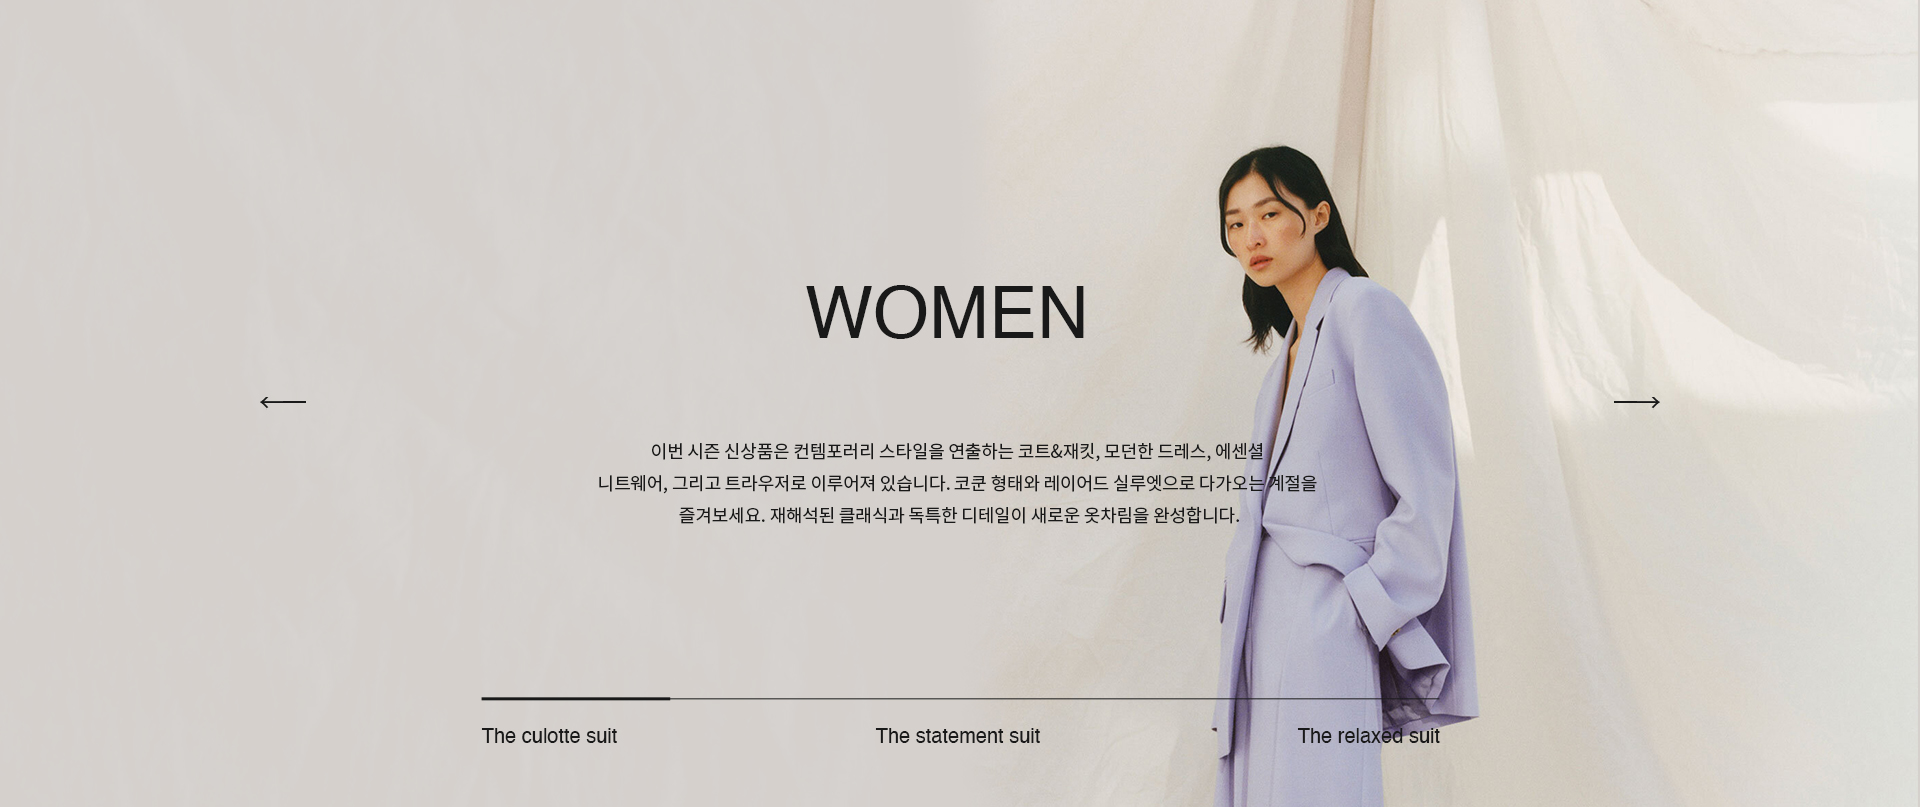 WOMEN
이번 시즌 신상품은 컨템포러리 스타일을 연출하는 코트&재킷, 모던한 드레스, 에센셜
니트웨어, 그리고 트라우저로 이루어져 있습니다. 코쿤 형태와 레이어드 실루엣으로 다가오는 계절을
즐겨보세요. 재해석된 클래식과 독특한 디테일이 새로운 옷차림을 완성합니다.
The culotte suit
The statement suit
The relaxed suit